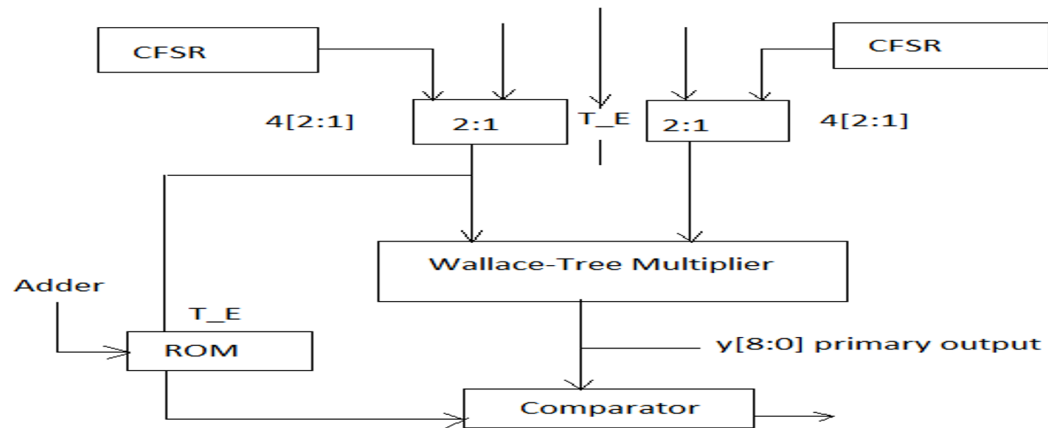 CFSR
CFSR
4[2:1]
2:1
T_E
2:1
4[2:1]
Wallace-Tree Multiplier
Adder
T_E
ROM
y[8:0] primary output
Comparator